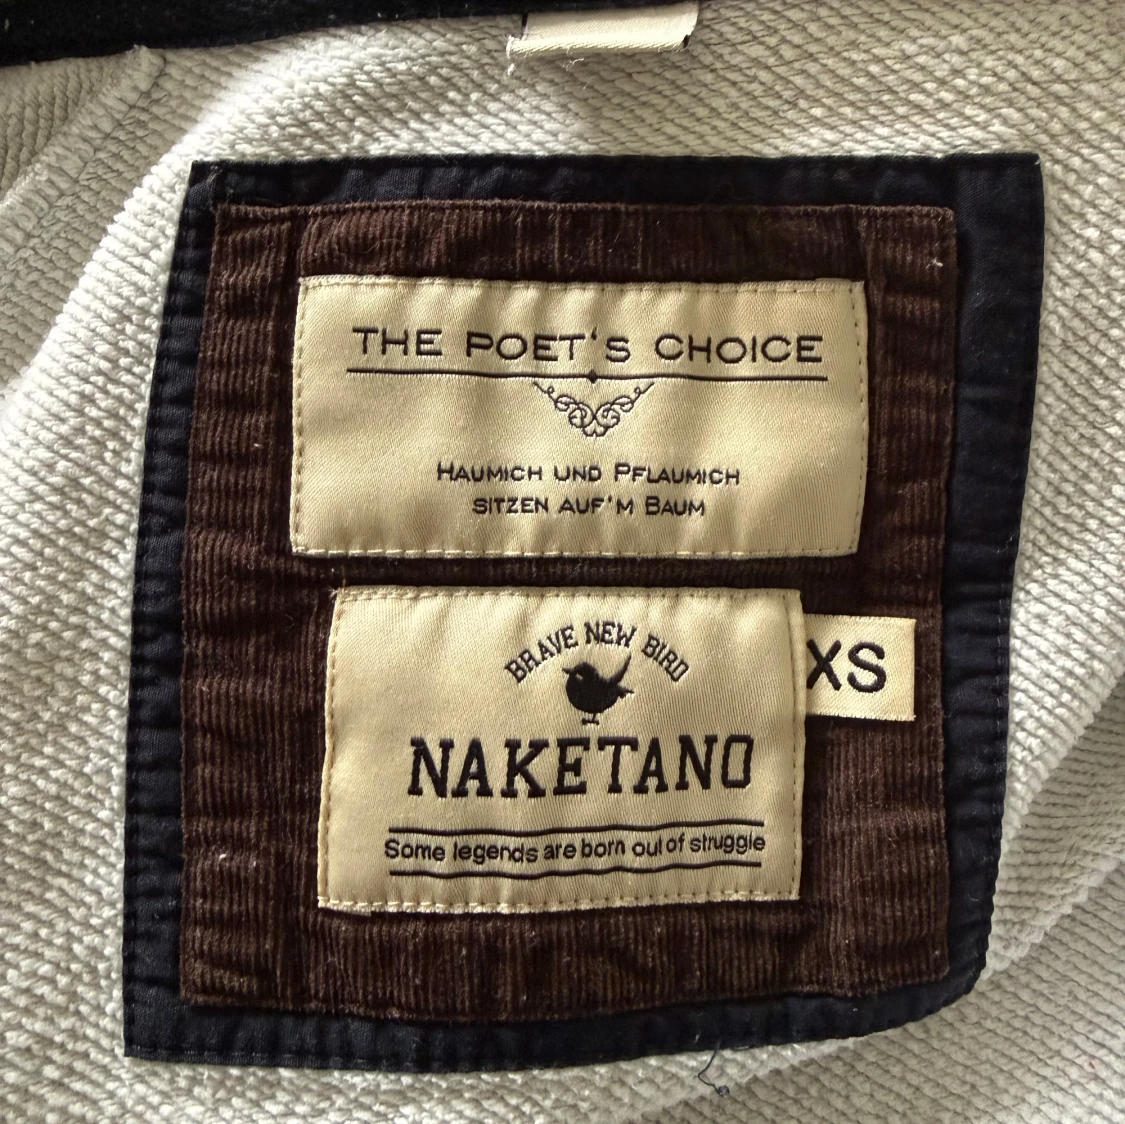 THE POET'S CHOICE
HAUMICH UND PFLAUMICH
SITZEN AUF'M BAUM
BRAVE NEW BIRD
XS
NAKETANO
Some legends are born out of struggle